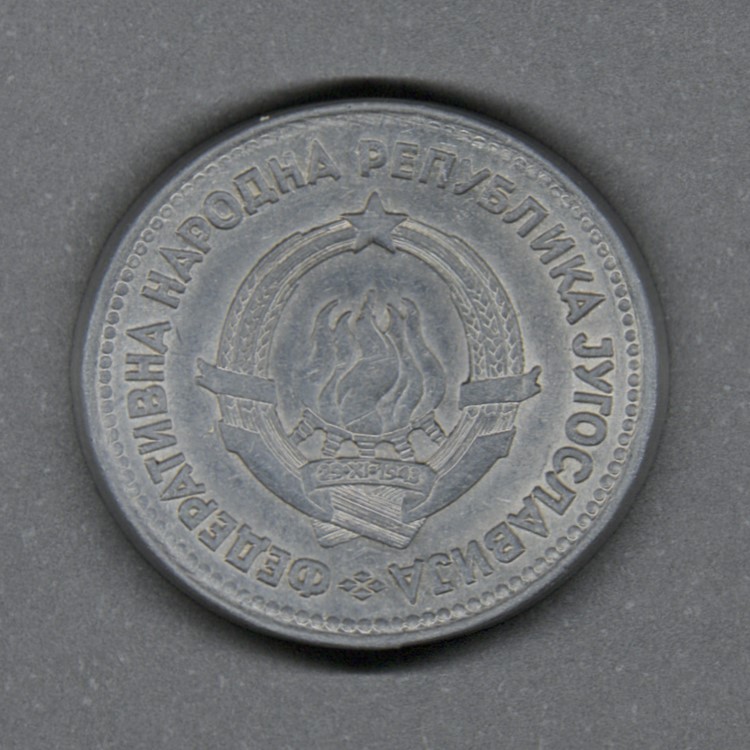 ФЕДЕРАТИВНА НАРОДНА РЕПУБЛИКА ЈУГОСЛАВИЈА
29·XI·1943